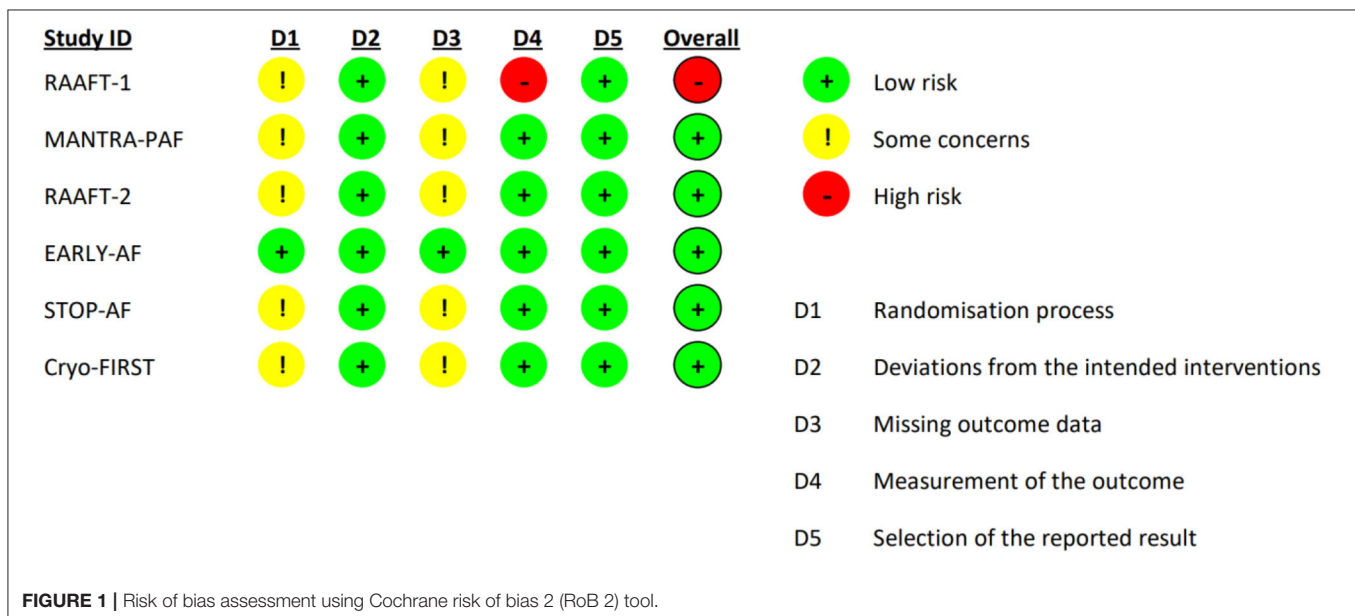 Study ID D1 D2 D3 D4 D5 Overall
RAAFT-1 ! + ! - + -
MANTRA-PAF ! + ! + + +
RAAFT-2 ! + ! + + +
EARLY-AF + + + + + +
STOP-AF ! + ! + + +
Cryo-FIRST ! + ! + + +
+ Low risk
! Some concerns
- High risk
D1 Randomisation process
D2 Deviations from the intended interventions
D3 Missing outcome data
D4 Measurement of the outcome
D5 Selection of the reported result
FIGURE 1 | Risk of bias assessment using Cochrane risk of bias 2 (RoB 2) tool.